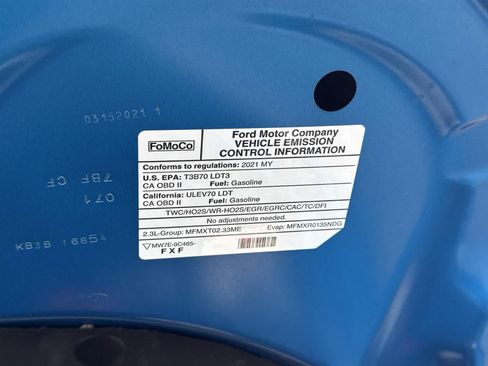 03152021 1
FoMoCo
Ford Motor Company
VEHICLE EMISSION
CONTROL INFORMATION
Conforms to regulations: 2021 MY
U.S. EPA: T3B70 LDT3
CA OBD II Fuel: Gasoline
California: ULEV70 LDT
CA OBD II Fuel: Gasoline
TWC/HO2S/WR-HO2S/EGR/EGRC/CAC/TC/DFI
No adjustments needed.
2.3L-Group: MFMXT02.33ME Evap: MFMXR0135NDG
MW7E-9C485-
FXF
7BF CF
071
KB3B 16854